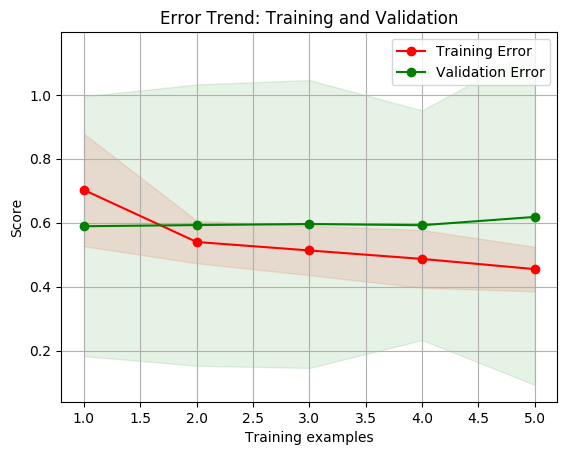 Error Trend: Training and Validation
Training Error
Validation Error
1.0
0.8
0.6
0.4
0.2
Score
1.0 1.5 2.0 2.5 3.0 3.5 4.0 4.5 5.0
Training examples